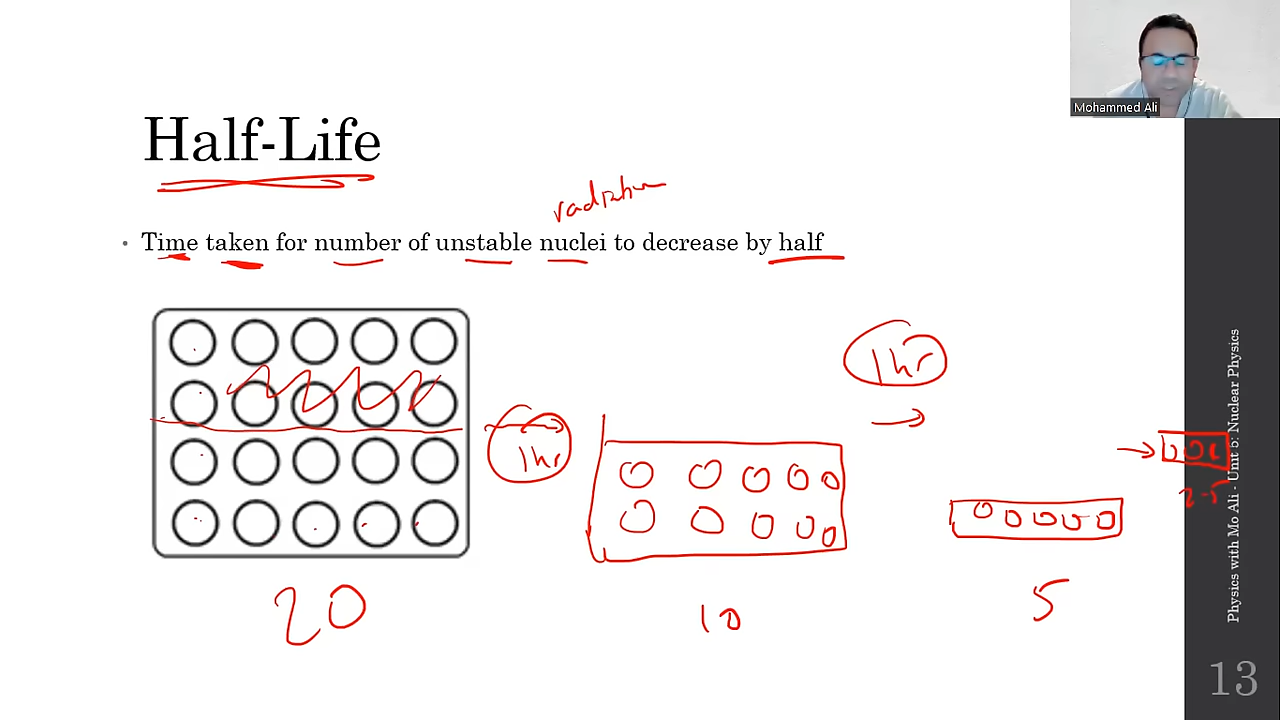 Mohammed Ali
Half-Life
radiation
• Time taken for number of unstable nuclei to decrease by half
1hr
1hr
20
10
5
2.5
Physics with Mo Ali - Unit 6: Nuclear Physics
13